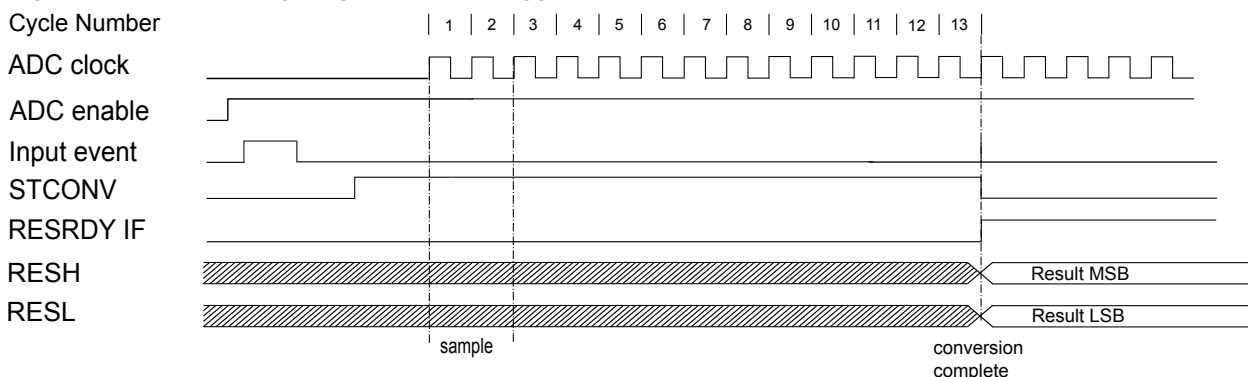 Cycle Number 1 2 3 4 5 6 7 8 9 10 11 12 13
ADC clock
ADC enable
Input event
STCONV
RESRDY IF
RESH Result MSB
RESL Result LSB
sample conversion
complete